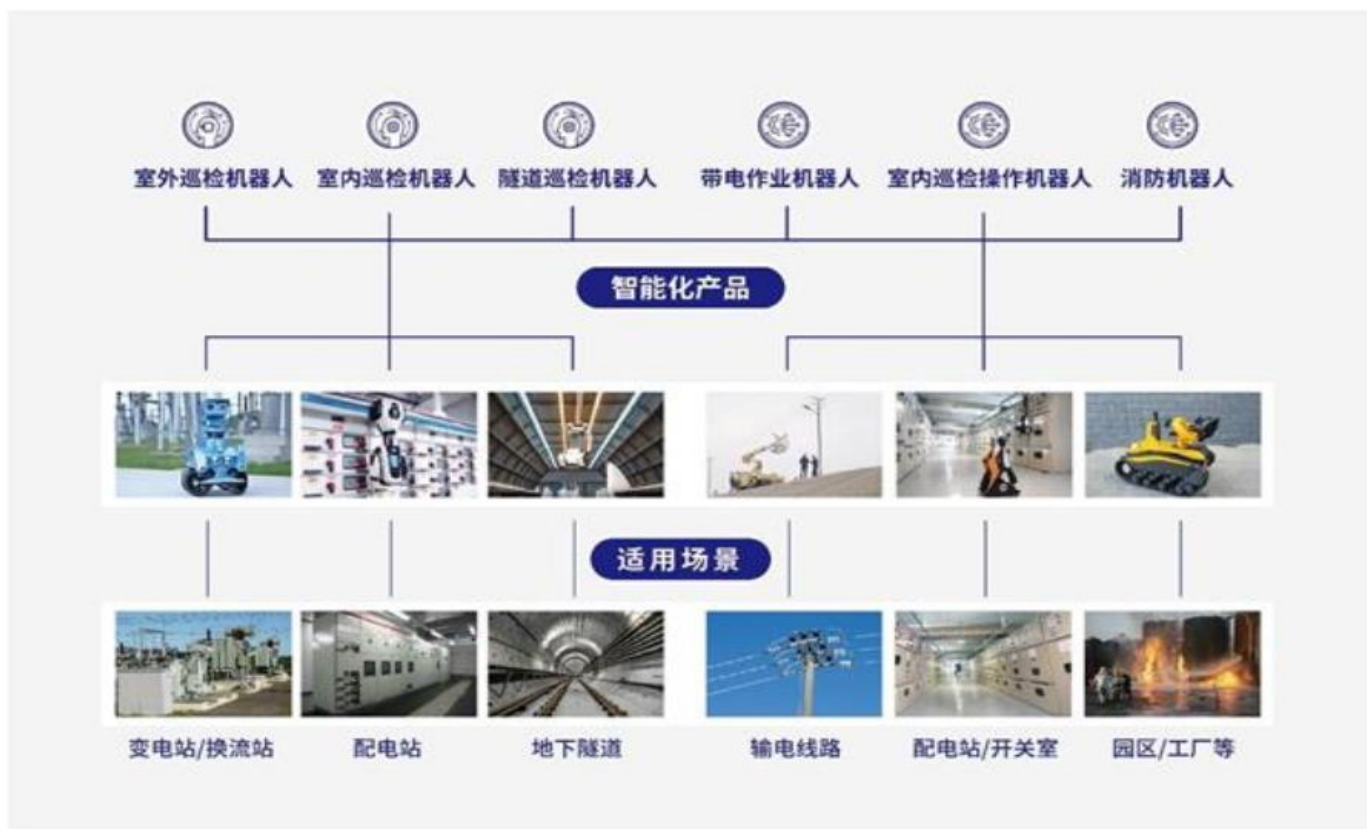 室外巡检机器人 室内巡检机器人 隧道巡检机器人 带电作业机器人 室内巡检操作机器人 消防机器人
智能化产品
适用场景
变电站/换流站 配电站 地下隧道 输电线路 配电站/开关室 园区/工厂等